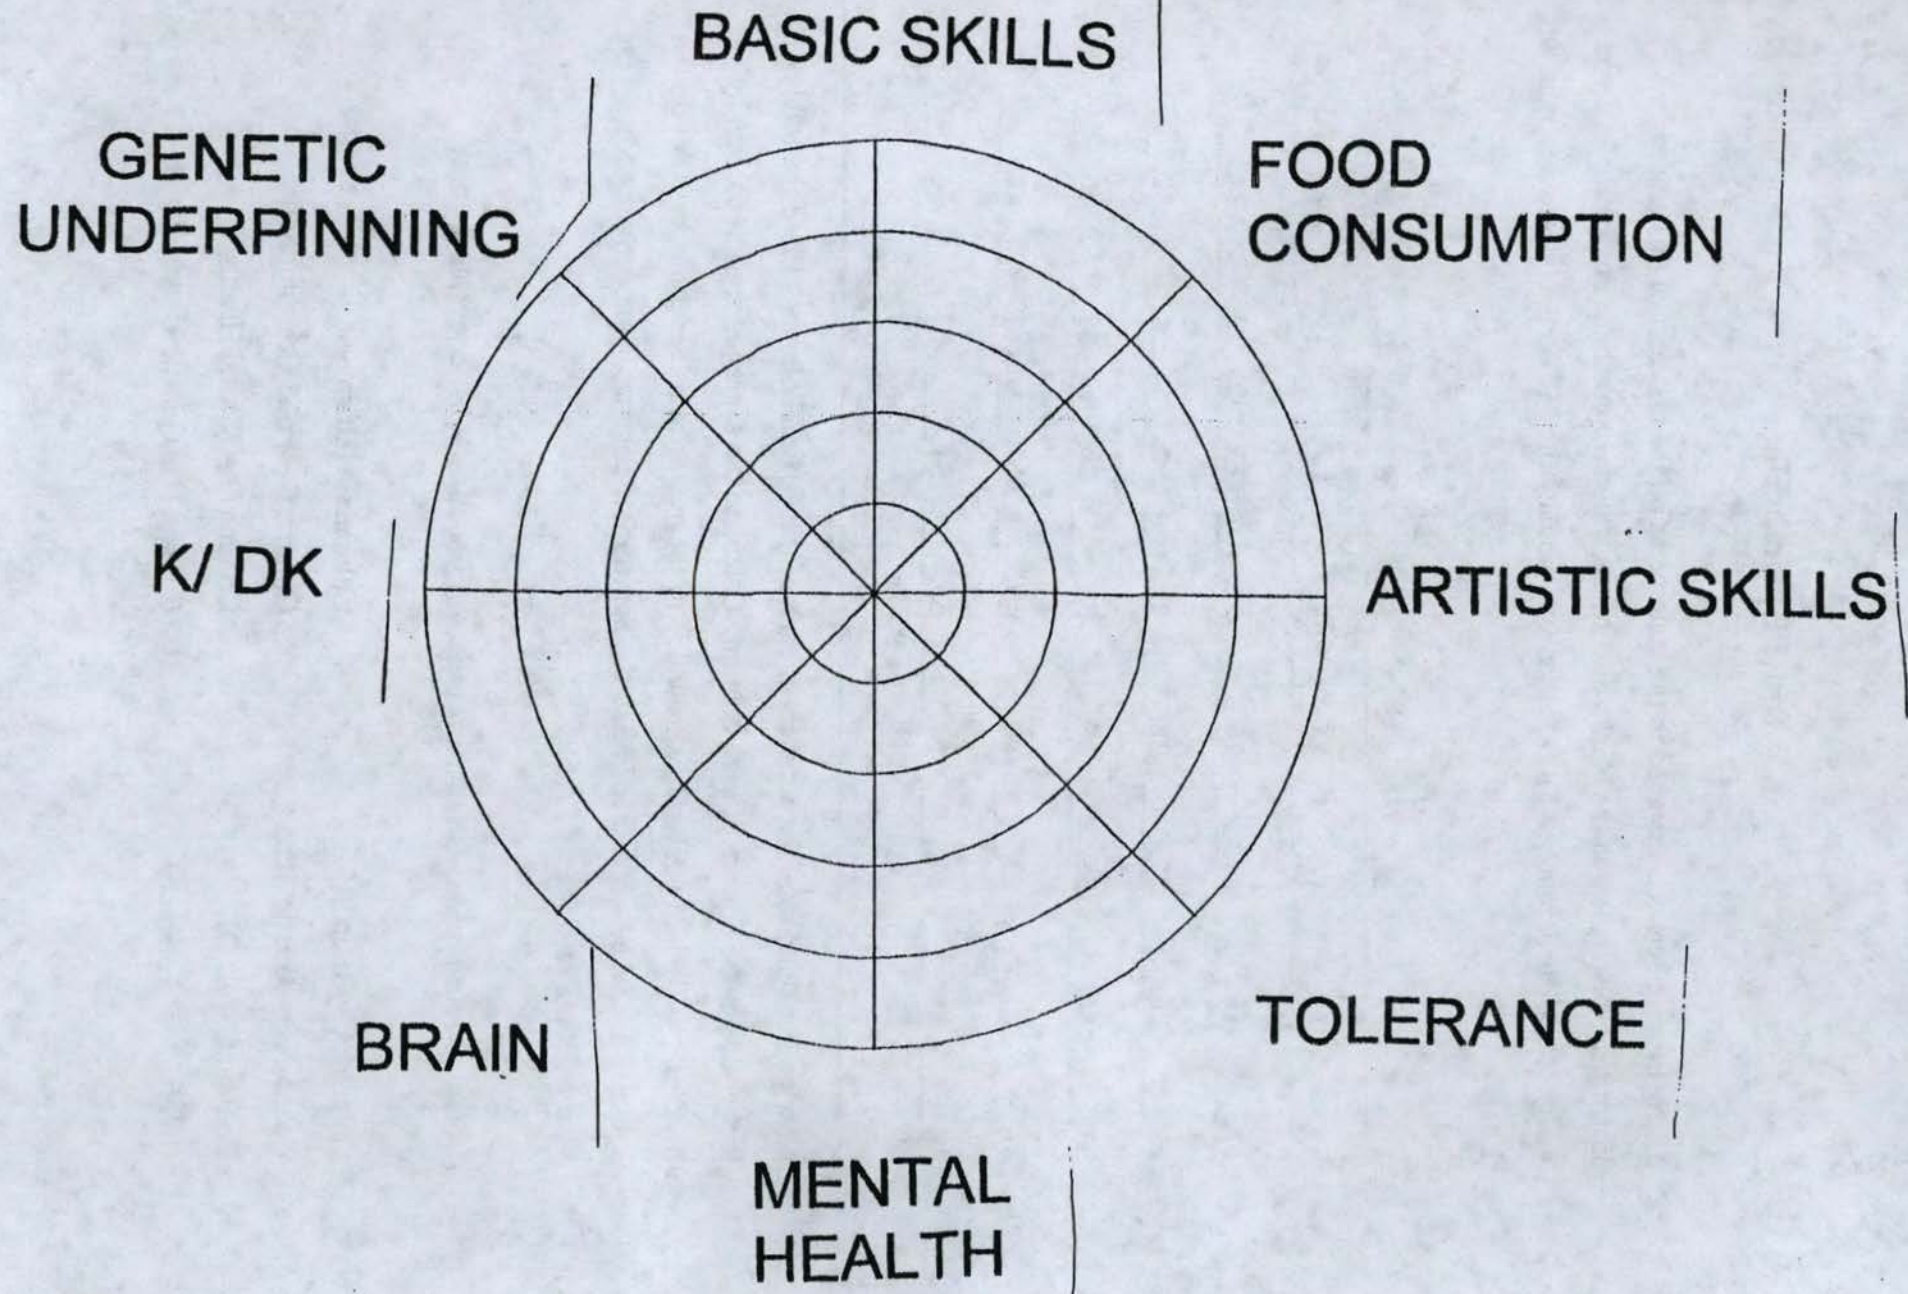 BASIC SKILLS
GENETIC
UNDERPINNING
FOOD
CONSUMPTION
K/ DK
ARTISTIC SKILLS
BRAIN
TOLERANCE
MENTAL
HEALTH